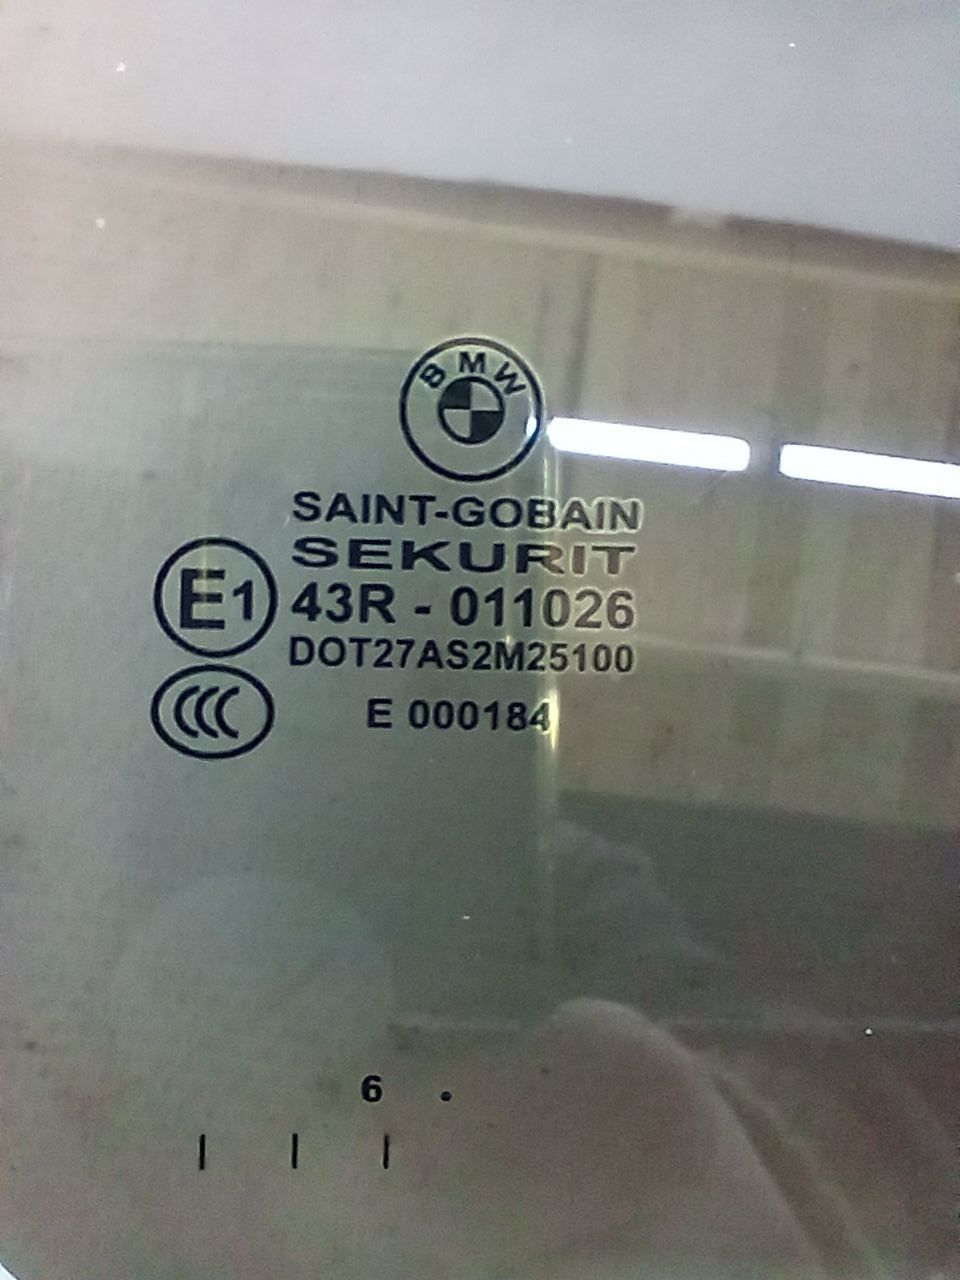 BMW
SAINT-GOBAIN
SEKURIT
E1 43R - 011026
DOT27AS2M25100
CCC E 000184
6 .